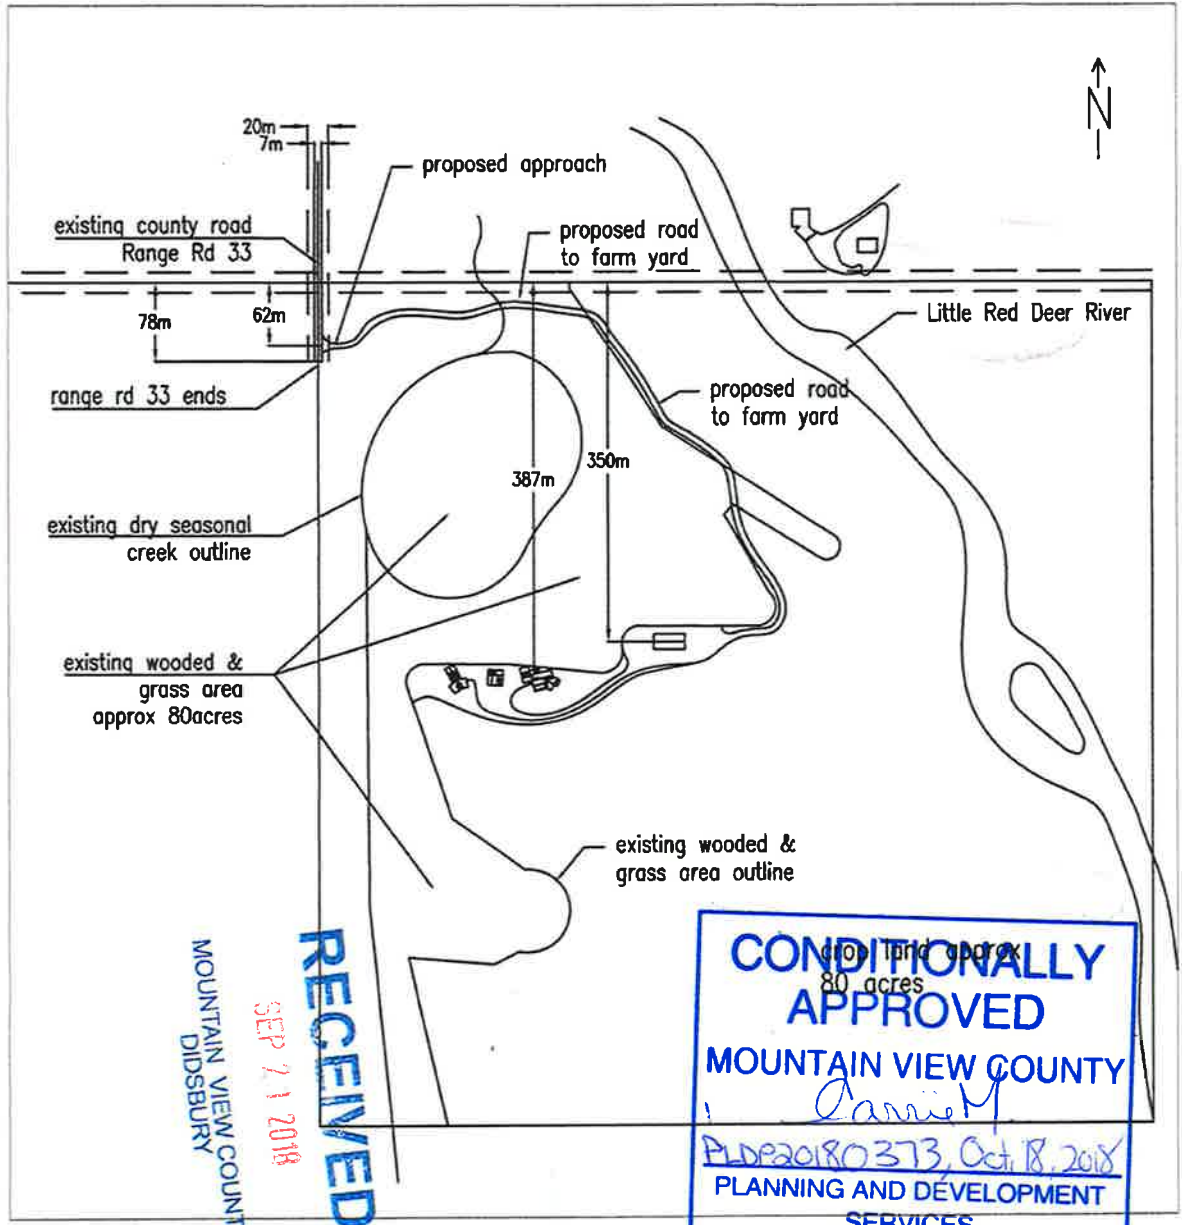 N
20m
7m
proposed approach
existing county road
Range Rd 33
proposed road
to farm yard
78m
62m
Little Red Deer River
range rd 33 ends
proposed road
to farm yard
387m
350m
existing dry seasonal
creek outline
existing wooded &
grass area
approx 80acres
existing wooded &
grass area outline
crop land approx
80 acres
CONDITIONALLY
APPROVED
MOUNTAIN VIEW COUNTY
Carrie M
PLDP20180373, Oct. 18, 2018
PLANNING AND DEVELOPMENT
SERVICES
RECEIVED
SEP 21 2018
MOUNTAIN VIEW COUNT
DIDSBURY